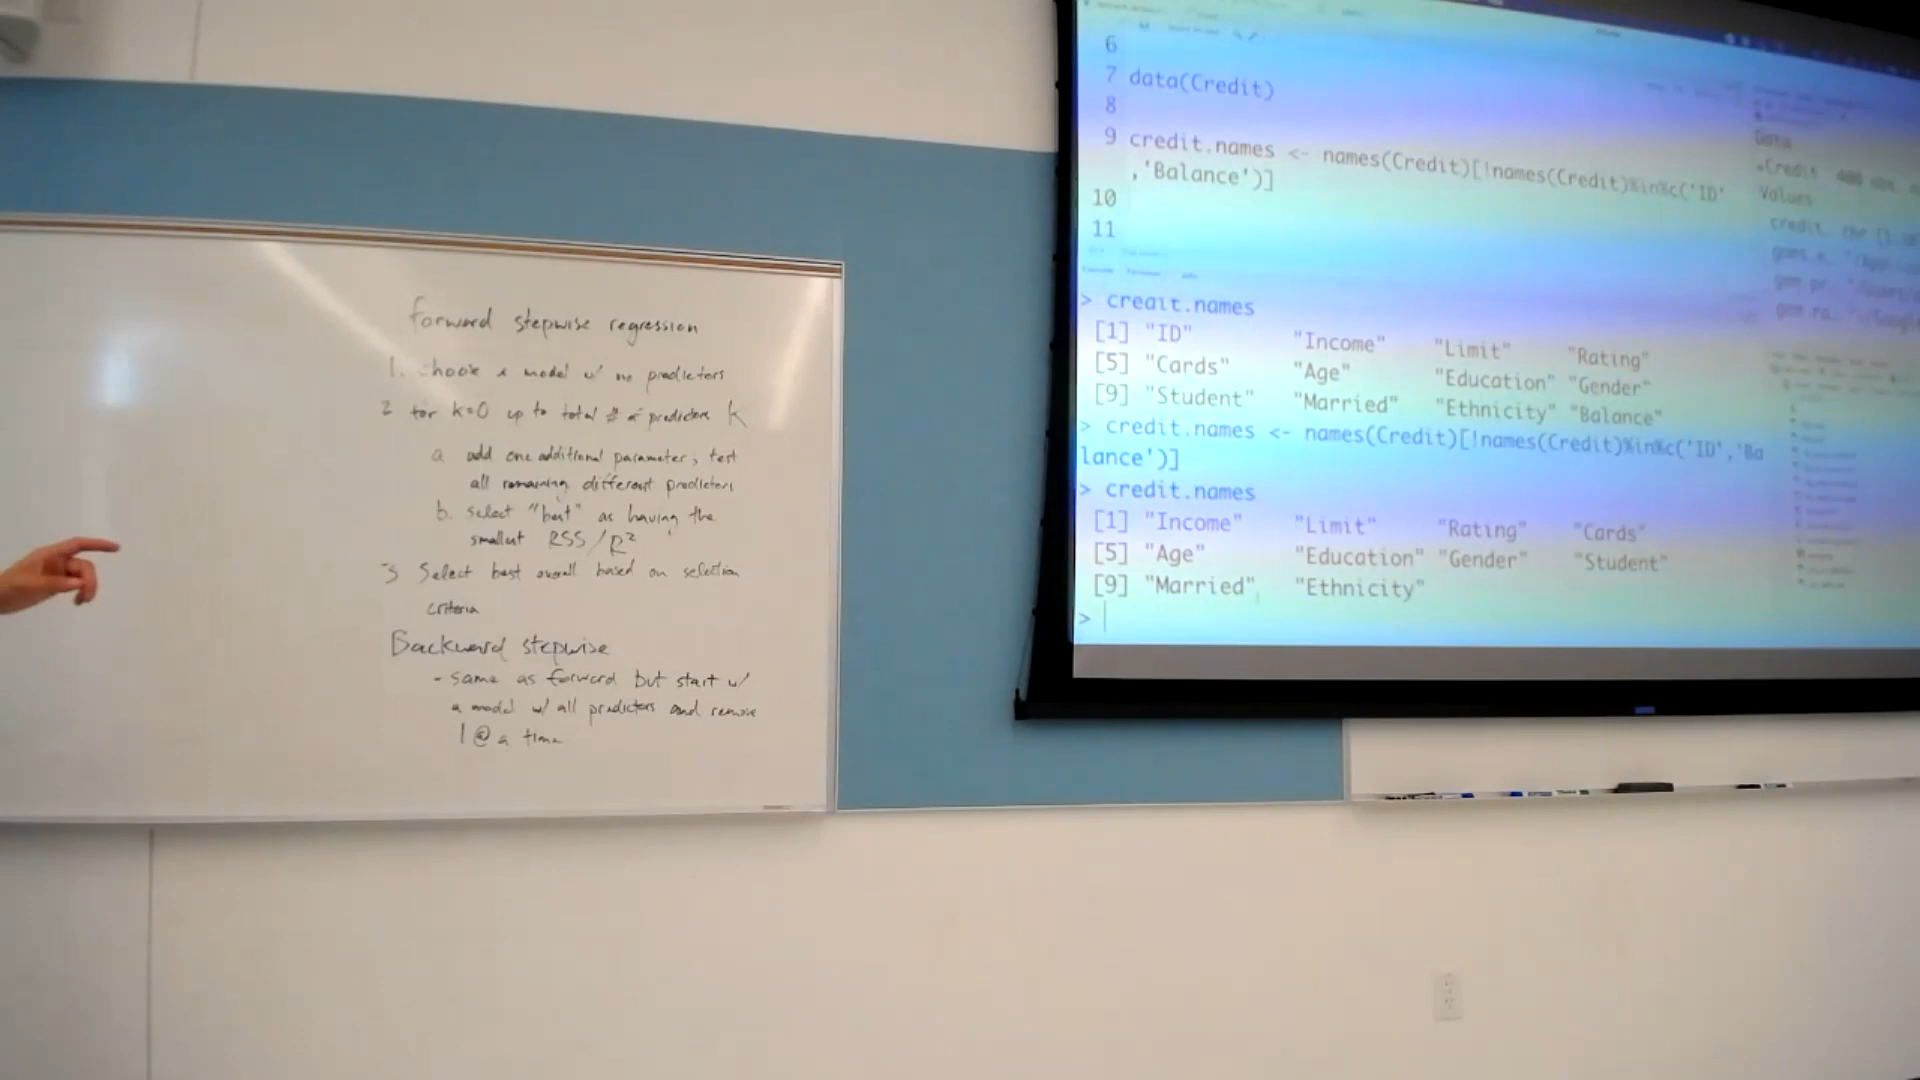 forward stepwise regression
1. choose a model w/ no predictors
2 for k=0 up to total # of predictors K
a add one additional parameter, test
all remaining different predictors
b. select "best" as having the
smallest RSS/R²
3 Select best overall based on selection
criteria
Backward stepwise
- same as forward but start w/
a model w/ all predictors and remove
1 @ a time
6
7 data(Credit)
8
9 credit.names <- names(Credit)[!names(Credit)%in%c('ID'
,'Balance')]
10
11
> credit.names
[1] "ID" "Income" "Limit" "Rating"
[5] "Cards" "Age" "Education" "Gender"
[9] "Student" "Married" "Ethnicity" "Balance"
> credit.names <- names(Credit)[!names(Credit)%in%c('ID','Ba
lance')]
> credit.names
[1] "Income" "Limit" "Rating" "Cards"
[5] "Age" "Education" "Gender" "Student"
[9] "Married" "Ethnicity"
>
Data
Credit 400 obs.
Values